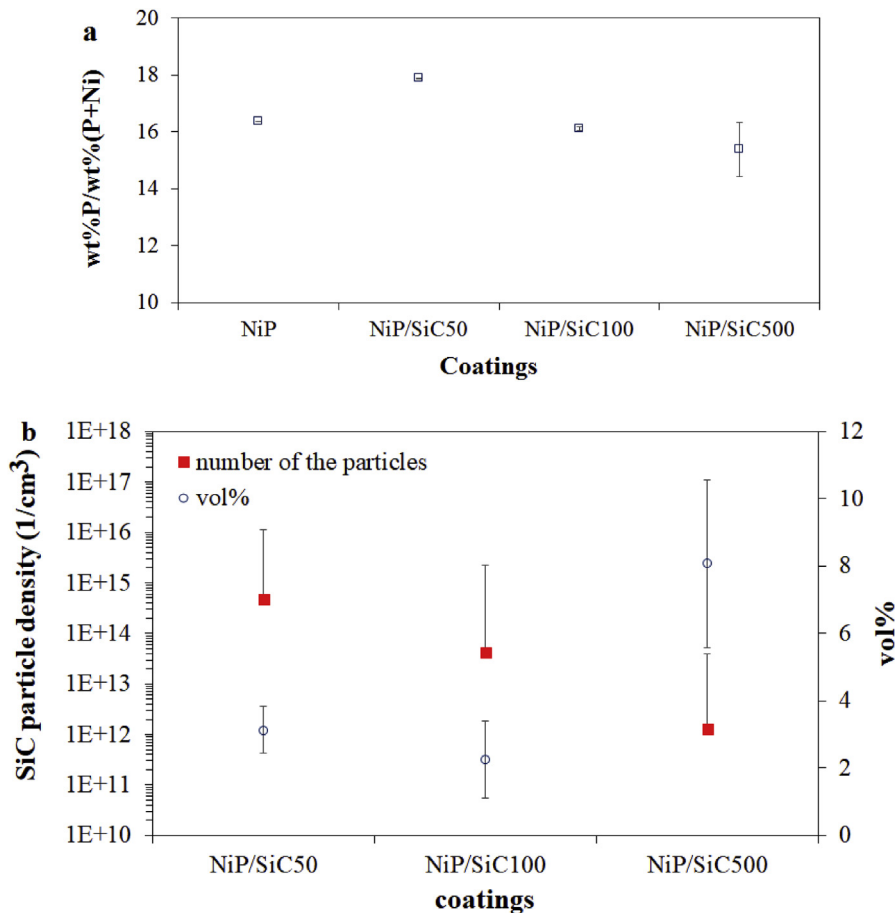 a
20
18
16
14
12
10
wt%P/wt%(P+Ni)
NiP
NiP/SiC50
NiP/SiC100
NiP/SiC500
Coatings
b
1E+18
1E+17
1E+16
1E+15
1E+14
1E+13
1E+12
1E+11
1E+10
SiC particle density (1/cm³)
number of the particles
vol%
12
10
8
6
4
2
0
vol%
NiP/SiC50
NiP/SiC100
NiP/SiC500
coatings